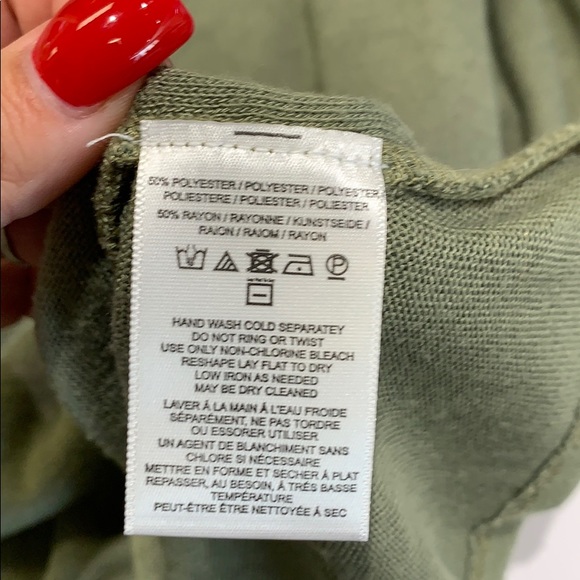 50% POLYESTER / POLYESTER / POLYESTER
POLIESTERE / POLIÉSTER / POLYESTER
50% RAYON / RAYONNE / KUNSTSEIDE /
RAION / RAIOM / RAYON
P
HAND WASH COLD SEPARATEY
DO NOT RING OR TWIST
USE ONLY NON-CHLORINE BLEACH
RESHAPE LAY FLAT TO DRY
LOW IRON AS NEEDED
MAY BE DRY CLEANED
LAVER À LA MAIN Á L'EAU FROIDE
SÉPARÉMENT, NE PAS TORDRE
OU ESSORER UTILISER
UN AGENT DE BLANCHIMENT SANS
CHLORE SI NÉCESSAIRE
METTRE EN FORME ET SÉCHER À PLAT
REPASSER, AU BESOIN, À TRÈS BASSE
TEMPÉRATURE
PEUT-ÊTRE ÊTRE NETTOYÉE À SEC